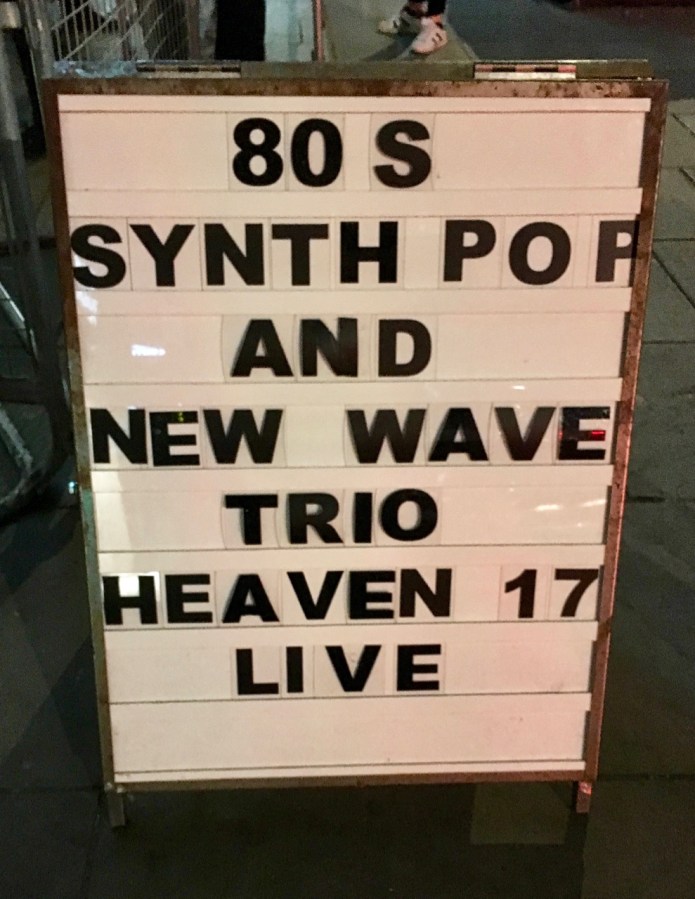 80 S
SYNTH POP
AND
NEW WAVE
TRIO
HEAVEN 17
LIVE